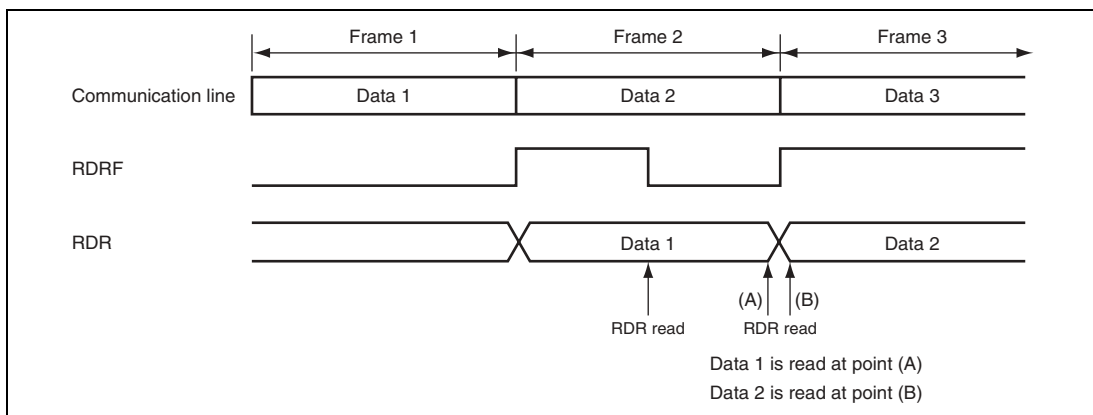 Frame 1 Frame 2 Frame 3
Communication line Data 1 Data 2 Data 3
RDRF
RDR Data 1 Data 2
(A) (B)
RDR read RDR read
Data 1 is read at point (A)
Data 2 is read at point (B)